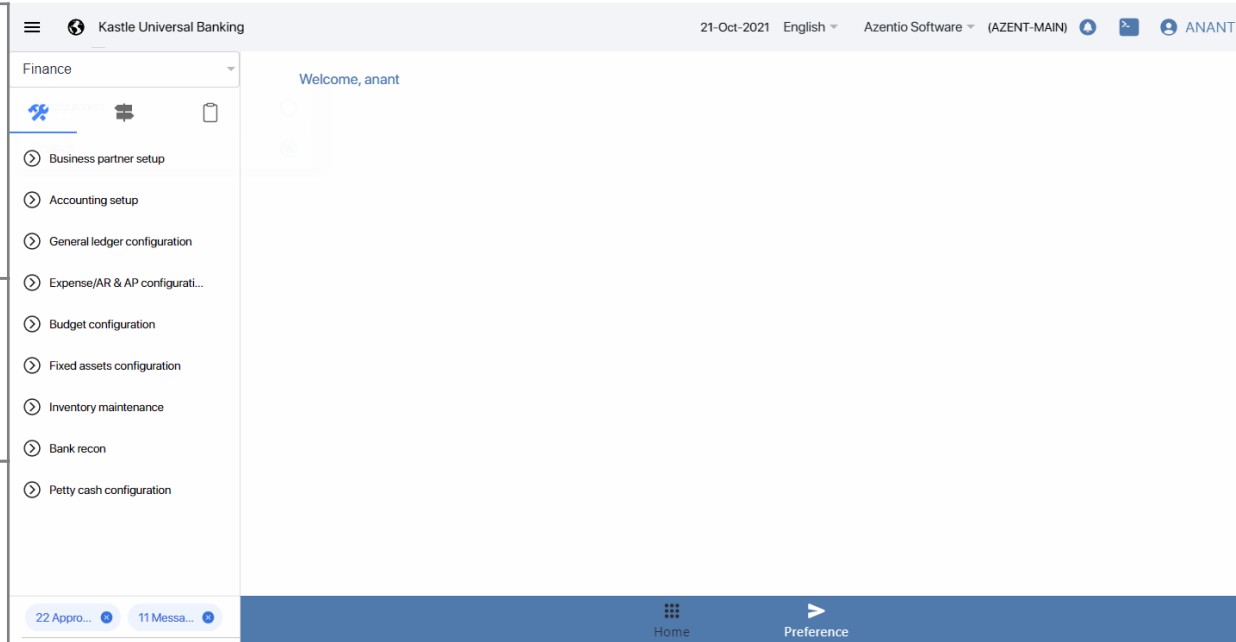 Kastle Universal Banking
21-Oct-2021 English Azentio Software (AZENT-MAIN) ANANT
Finance
Welcome, anant
Business partner setup
Accounting setup
General ledger configuration
Expense/AR & AP configurati...
Budget configuration
Fixed assets configuration
Inventory maintenance
Bank recon
Petty cash configuration
22 Appro... 11 Messa...
Home Preference